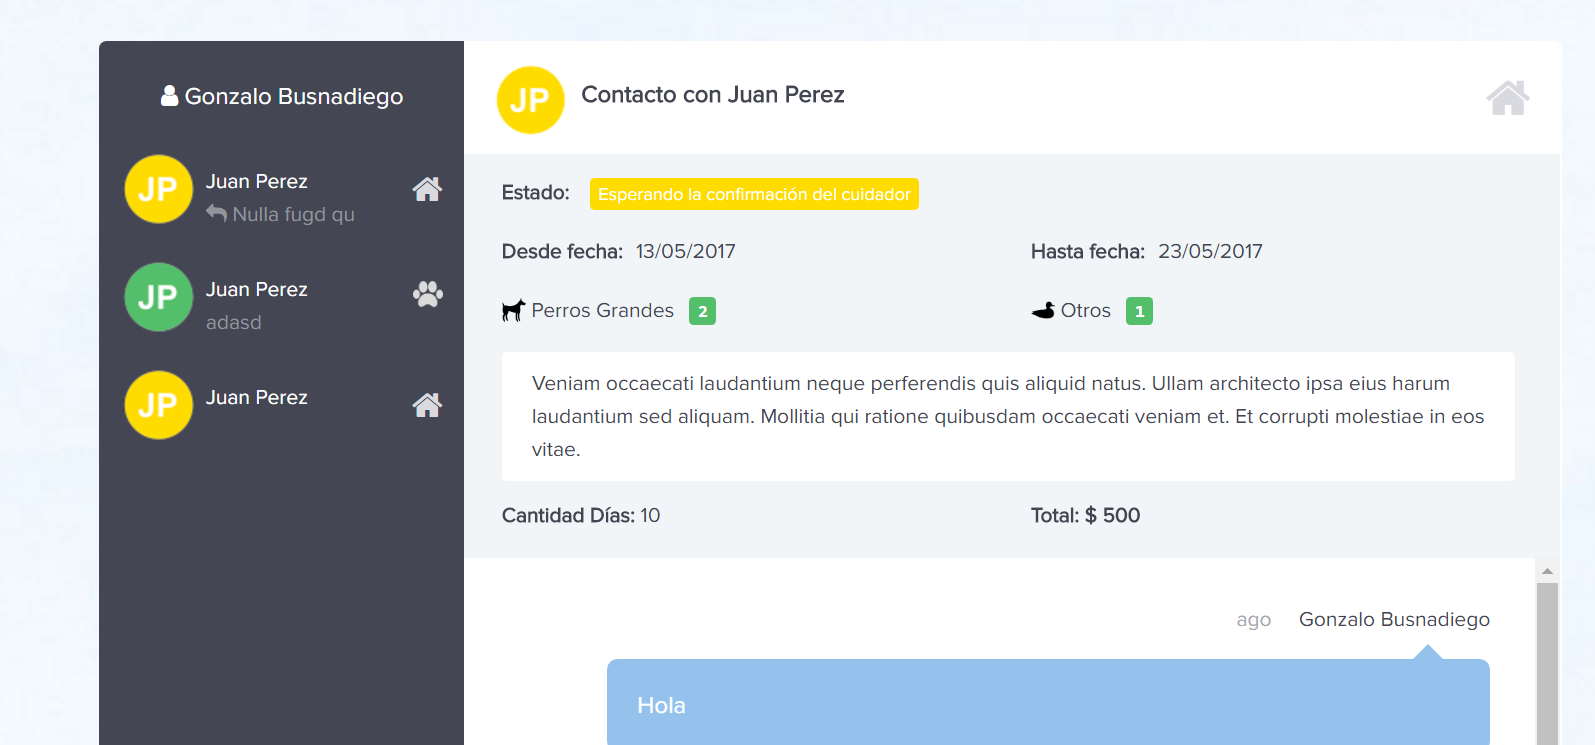 Gonzalo Busnadiego
JP
Juan Perez
Nulla fugd qu
JP
Juan Perez
adasd
JP
Juan Perez
JP
Contacto con Juan Perez
Estado: Esperando la confirmación del cuidador
Desde fecha: 13/05/2017
Hasta fecha: 23/05/2017
Perros Grandes 2
Otros 1
Veniam occaecati laudantium neque perferendis quis aliquid natus. Ullam architecto ipsa eius harum
laudantium sed aliquam. Mollitia qui ratione quibusdam occaecati veniam et. Et corrupti molestiae in eos
vitae.
Cantidad Días: 10
Total: $ 500
ago Gonzalo Busnadiego
Hola